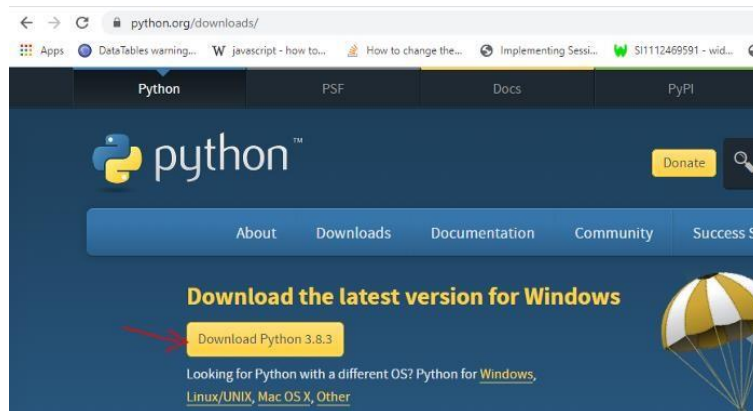 python.org/downloads/
Apps DataTables warning... W javascript - how to... How to change the... Implementing Sessi... SI1112469591 - wid...
Python PSF Docs PyPI
python™
Donate
About Downloads Documentation Community Success S
Download the latest version for Windows
Download Python 3.8.3
Looking for Python with a different OS? Python for Windows,
Linux/UNIX, Mac OS X, Other